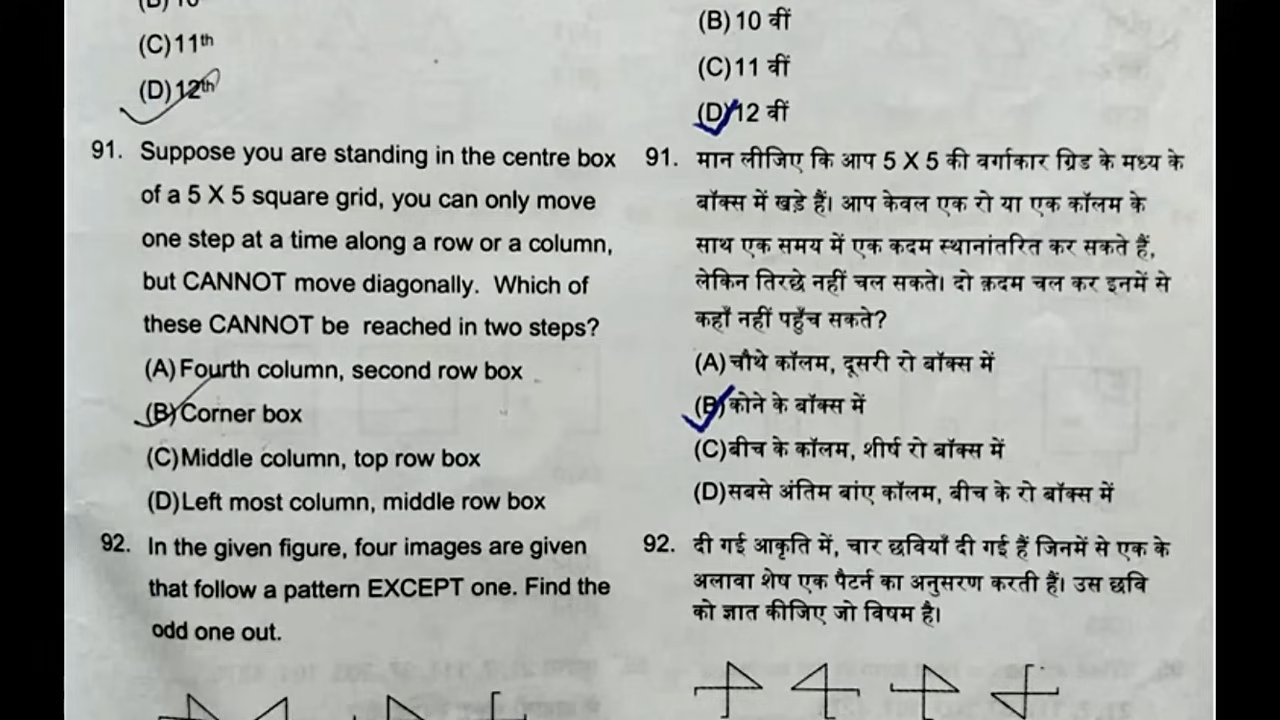 (C) 11th
(D) 12th
91. Suppose you are standing in the centre box
of a 5 X 5 square grid, you can only move
one step at a time along a row or a column,
but CANNOT move diagonally. Which of
these CANNOT be reached in two steps?
(A) Fourth column, second row box
(B) Corner box
(C) Middle column, top row box
(D) Left most column, middle row box
92. In the given figure, four images are given
that follow a pattern EXCEPT one. Find the
odd one out.
(B) 10 वीं
(C) 11 वीं
(D) 12 वीं
91. मान लीजिए कि आप 5 X 5 की वर्गाकार ग्रिड के मध्य के
बॉक्स में खड़े हैं। आप केवल एक रो या एक कॉलम के
साथ एक समय में एक कदम स्थानांतरित कर सकते हैं,
लेकिन तिरछे नहीं चल सकते। दो क़दम चल कर इनमें से
कहाँ नहीं पहुँच सकते?
(A) चौथे कॉलम, दूसरी रो बॉक्स में
(B) कोने के बॉक्स में
(C) बीच के कॉलम, शीर्ष रो बॉक्स में
(D) सबसे अंतिम बांए कॉलम, बीच के रो बॉक्स में
92. दी गई आकृति में, चार छवियाँ दी गई हैं जिनमें से एक के
अलावा शेष एक पैटर्न का अनुसरण करती हैं। उस छवि
को ज्ञात कीजिए जो विषम है।